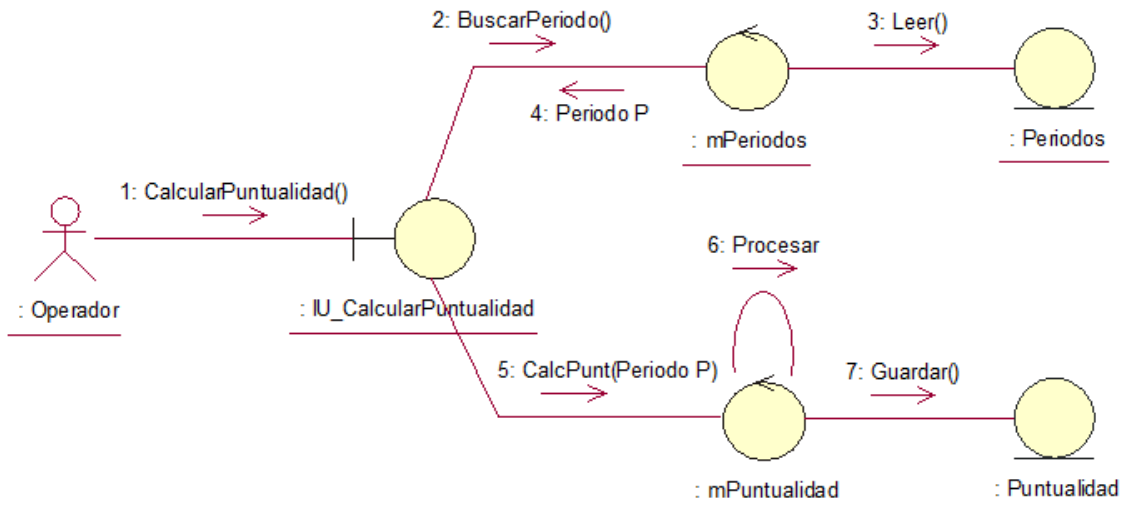 2: BuscarPeriodo()
3: Leer()
4: Periodo P
: mPeriodos
: Periodos
1: CalcularPuntualidad()
6: Procesar
: Operador
: IU_CalcularPuntualidad
5: CalcPunt(Periodo P)
7: Guardar()
: mPuntualidad
: Puntualidad